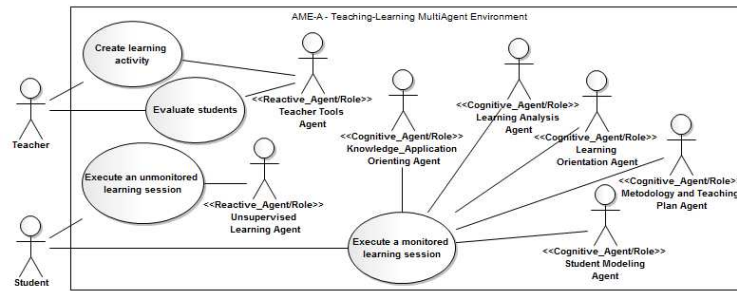 AME-A - Teaching-Learning MultiAgent Environment
Create learning
activity
Evaluate students
Teacher
<<Reactive_Agent/Role>>
Teacher Tools
Agent
<<Cognitive_Agent/Role>>
Learning Analysis
Agent
<<Cognitive_Agent/Role>>
Knowledge_Application
Orienting Agent
<<Cognitive_Agent/Role>>
Learning
Orientation Agent
<<Cognitive_Agent/Role>>
Metodology and Teaching
Plan Agent
Execute an unmonitored
learning session
<<Reactive_Agent/Role>>
Unsupervised
Learning Agent
Execute a monitored
learning session
<<Cognitive_Agent/Role>>
Student Modeling
Agent
Student